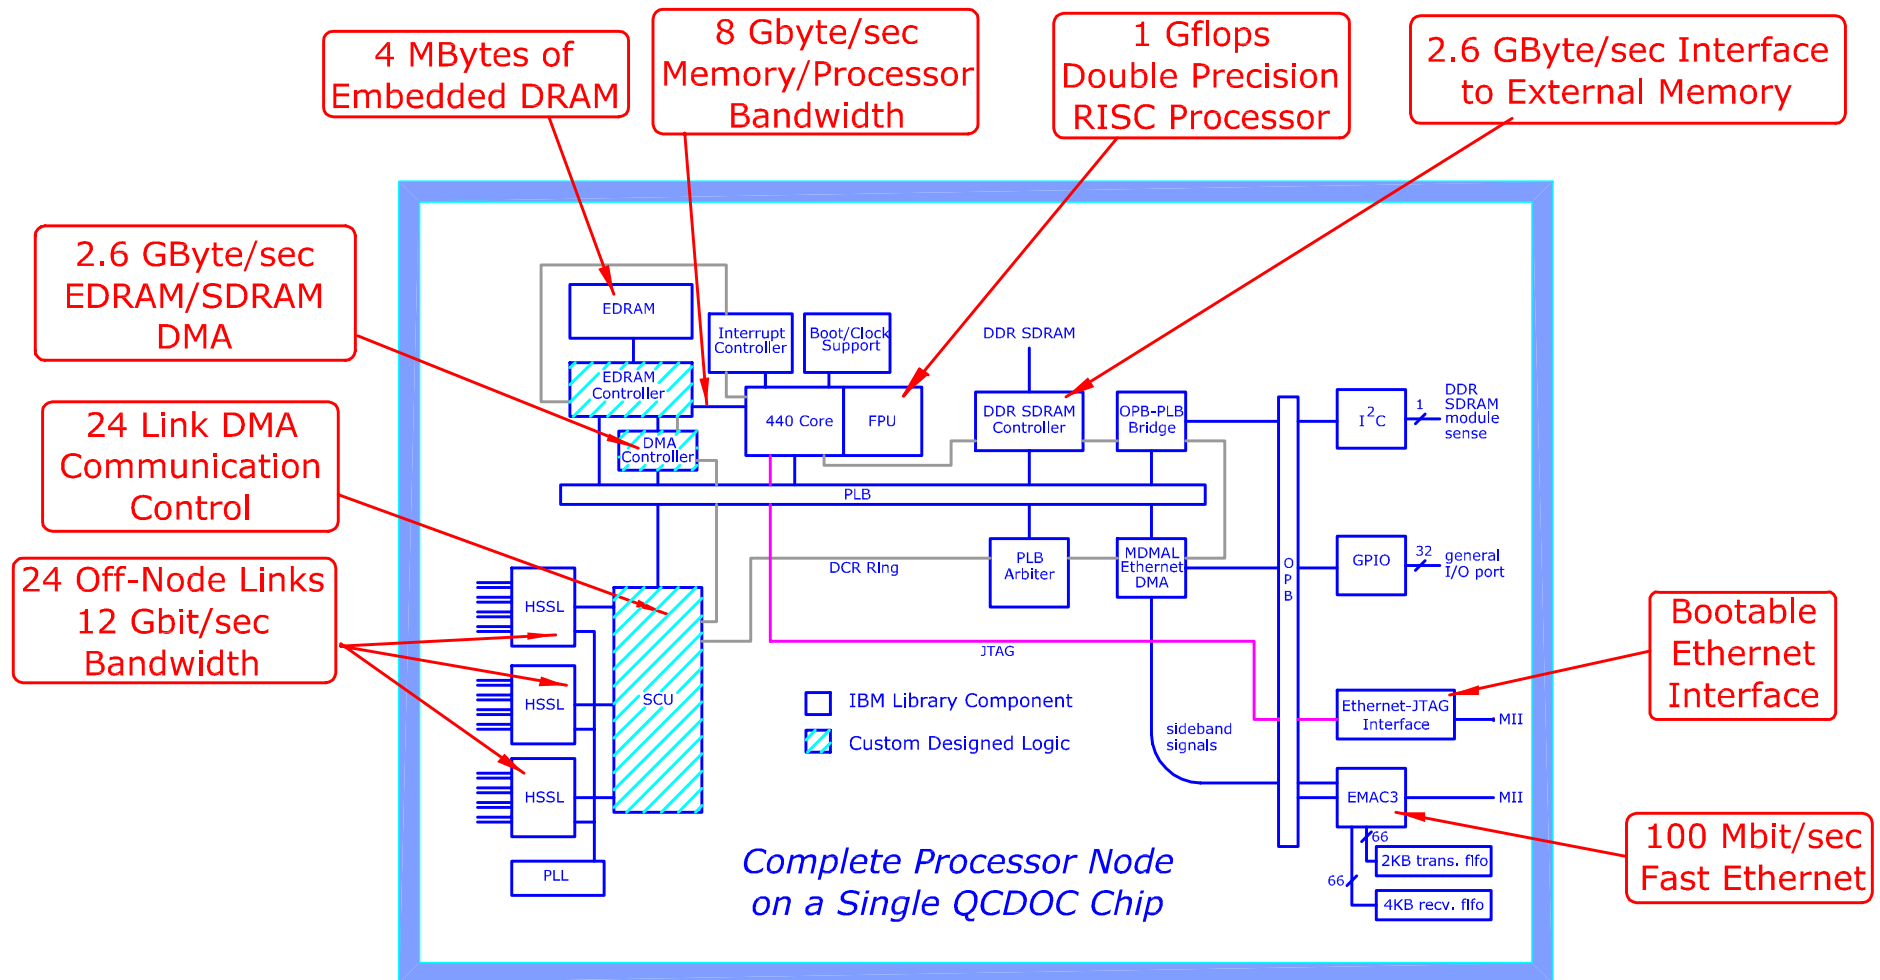 4 MBytes of
Embedded DRAM
8 Gbyte/sec
Memory/Processor
Bandwidth
1 Gflops
Double Precision
RISC Processor
2.6 GByte/sec Interface
to External Memory
2.6 GByte/sec
EDRAM/SDRAM
DMA
24 Link DMA
Communication
Control
24 Off-Node Links
12 Gbit/sec
Bandwidth
EDRAM
Interrupt
Controller
Boot/Clock
Support
DDR SDRAM
EDRAM
Controller
440 Core
FPU
DDR SDRAM
Controller
OPB-PLB
Bridge
I2C
1
DDR
SDRAM
module
sense
DMA
Controller
PLB
PLB
Arbiter
MDMAL
Ethernet
DMA
OPB
GPIO
32
general
I/O port
DCR Ring
HSSL
HSSL
HSSL
SCU
PLL
JTAG
IBM Library Component
Custom Designed Logic
sideband
signals
Ethernet-JTAG
Interface
MII
Bootable
Ethernet
Interface
EMAC3
MII
66
2KB trans. fifo
66
4KB recv. fifo
100 Mbit/sec
Fast Ethernet
Complete Processor Node
on a Single QCDOC Chip